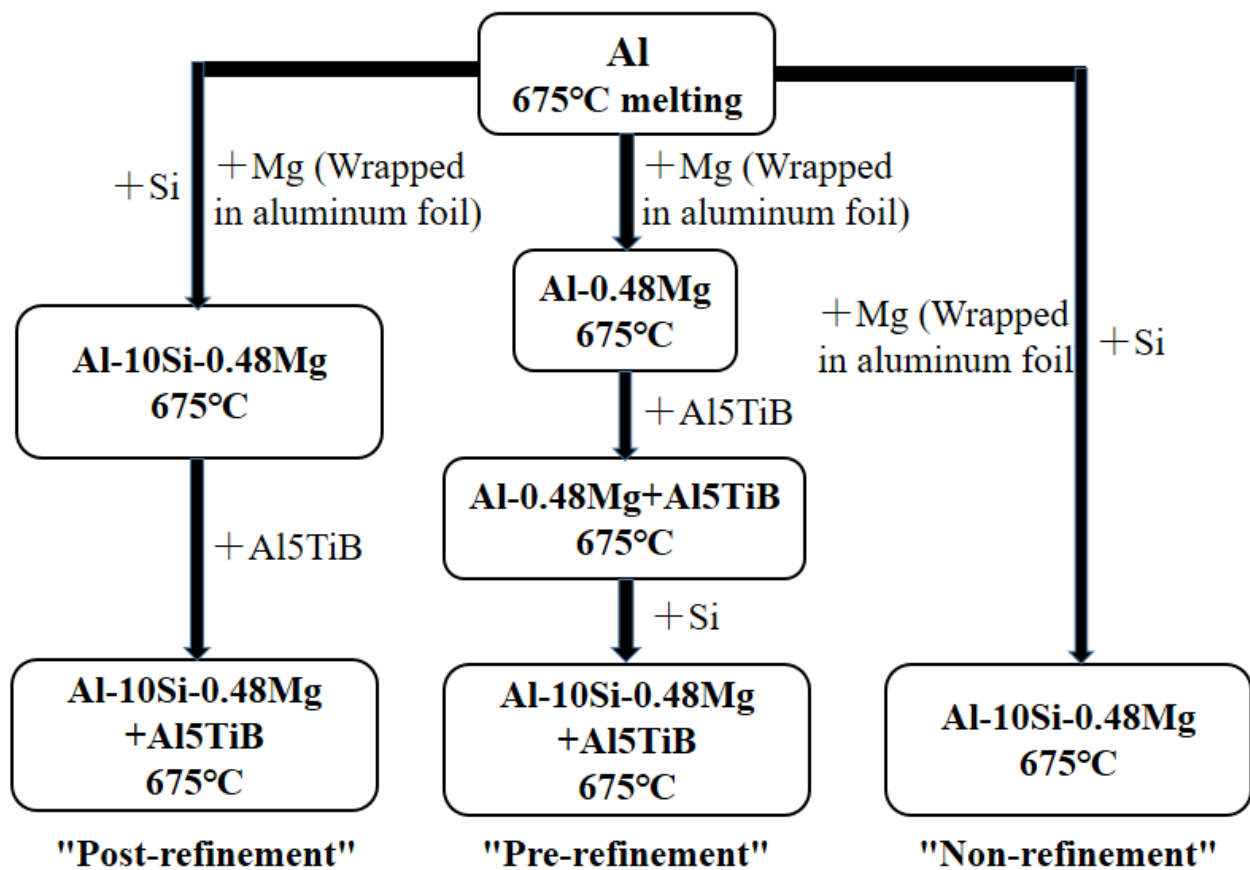 Al
675℃ melting
+Si
+Mg (Wrapped
in aluminum foil)
+Mg (Wrapped
in aluminum foil)
+Mg (Wrapped
in aluminum foil
+Si
Al-10Si-0.48Mg
675℃
Al-0.48Mg
675℃
+Al5TiB
+Al5TiB
Al-0.48Mg+Al5TiB
675℃
+Si
Al-10Si-0.48Mg
+Al5TiB
675℃
Al-10Si-0.48Mg
+Al5TiB
675℃
Al-10Si-0.48Mg
675℃
"Post-refinement"
"Pre-refinement"
"Non-refinement"